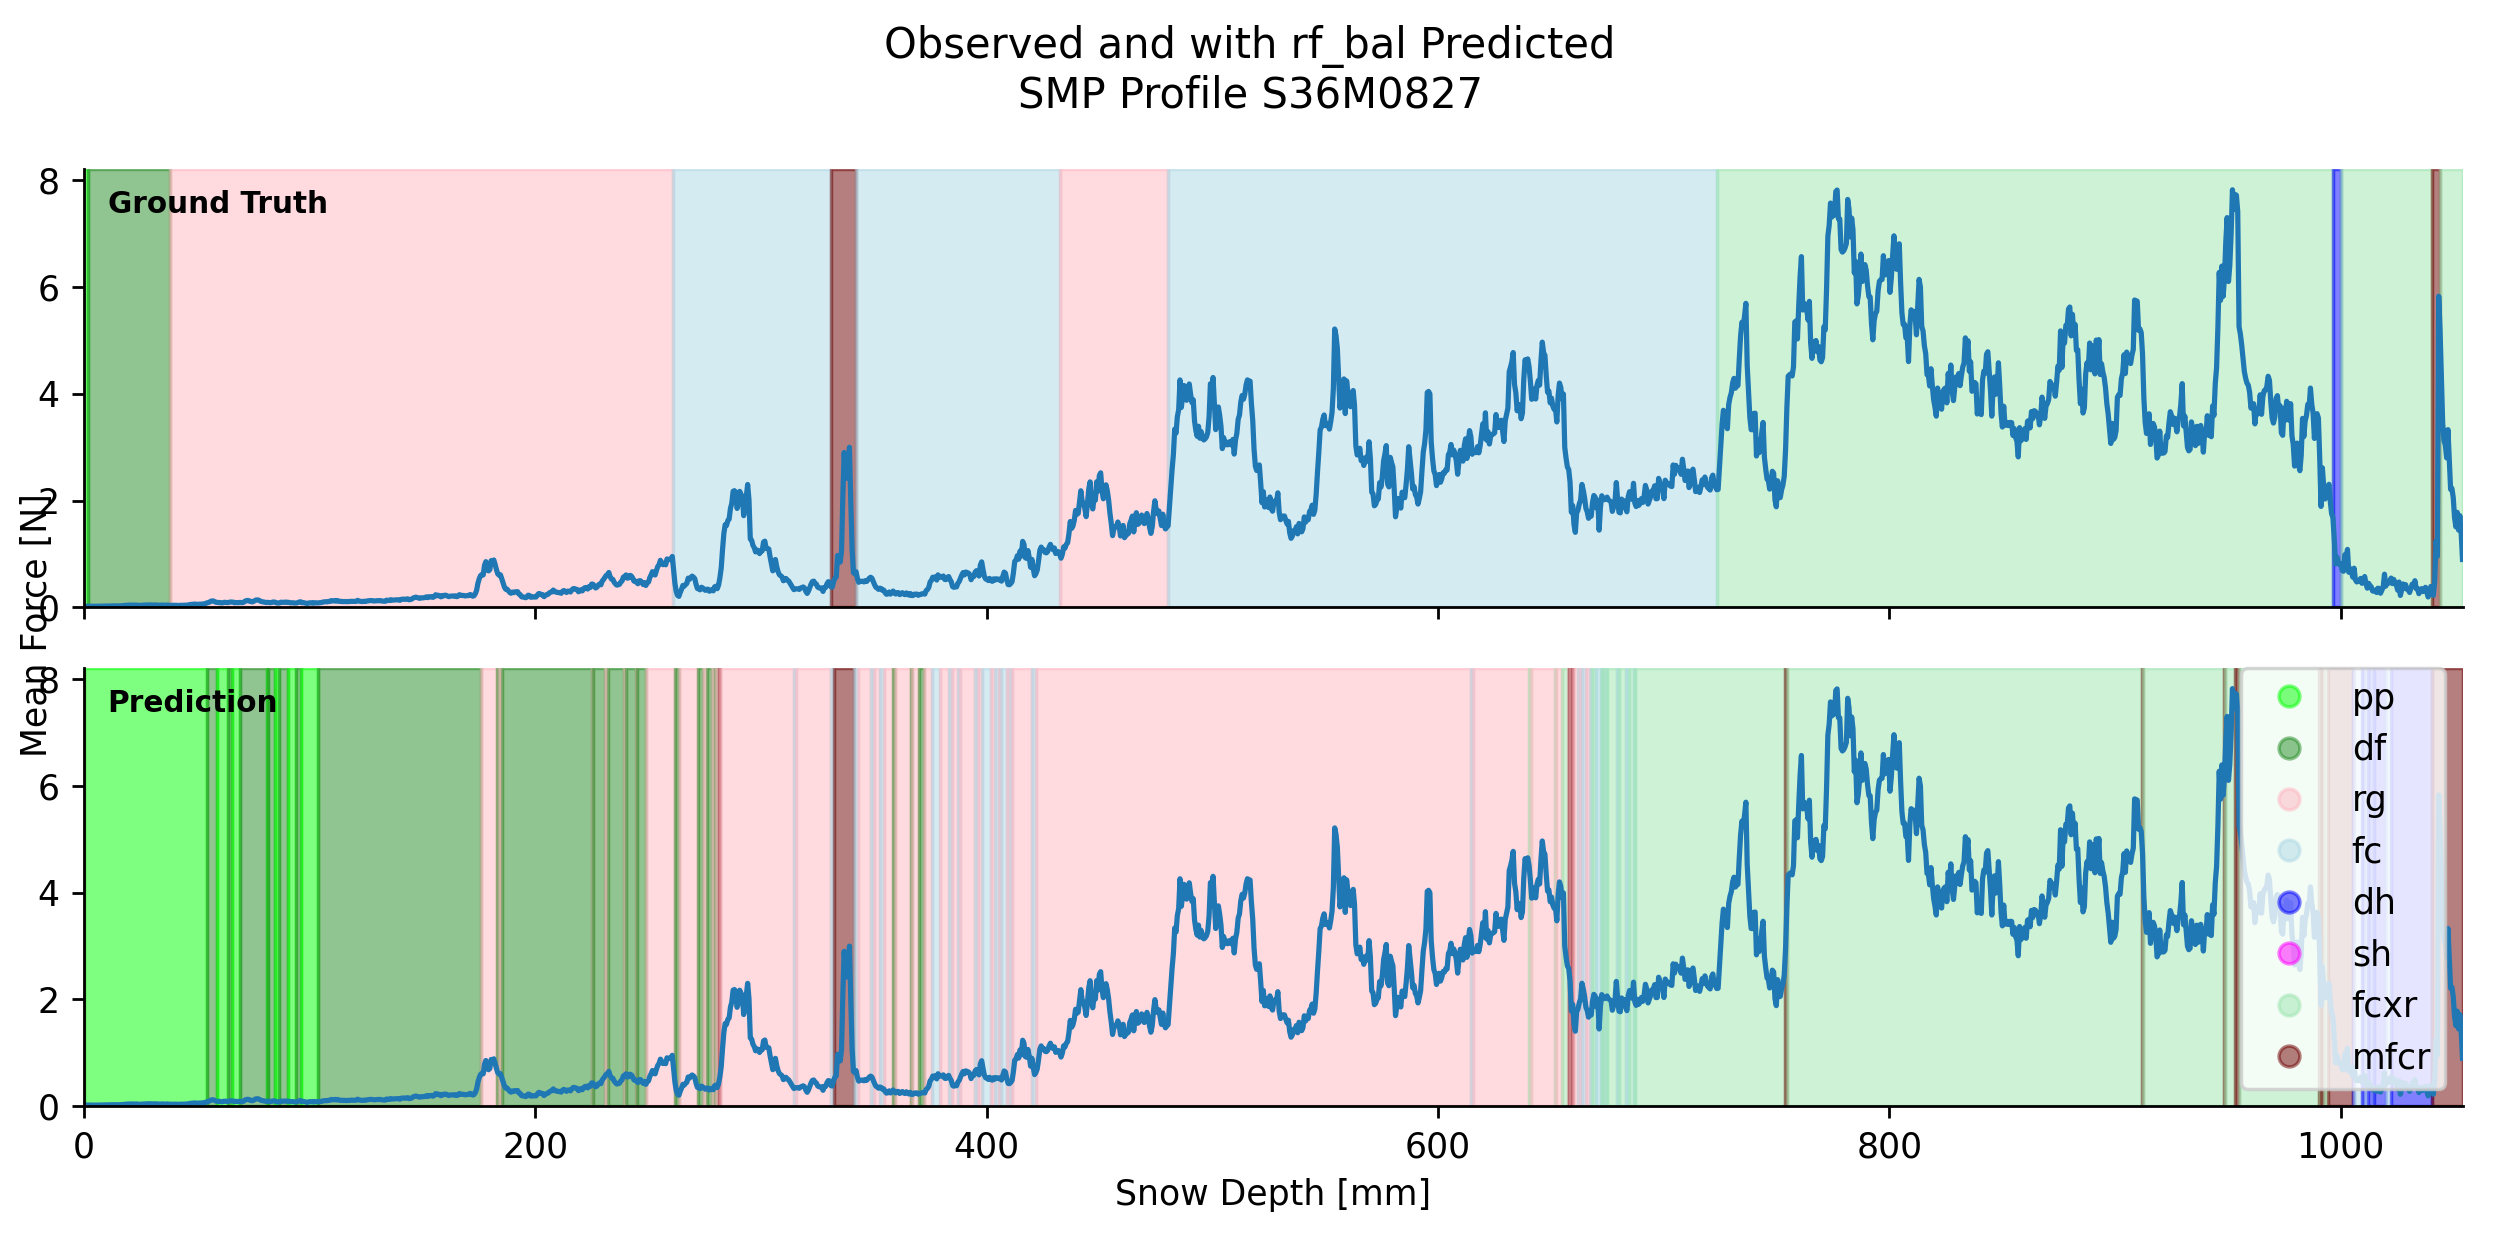 Observed and with rf_bal Predicted
SMP Profile S36M0827
Mean Force [N]
8
6
4
2
0
Ground Truth
8
6
4
2
0
Prediction
pp
df
rg
fc
dh
sh
fcxr
mfcr
0 200 400 600 800 1000
Snow Depth [mm]